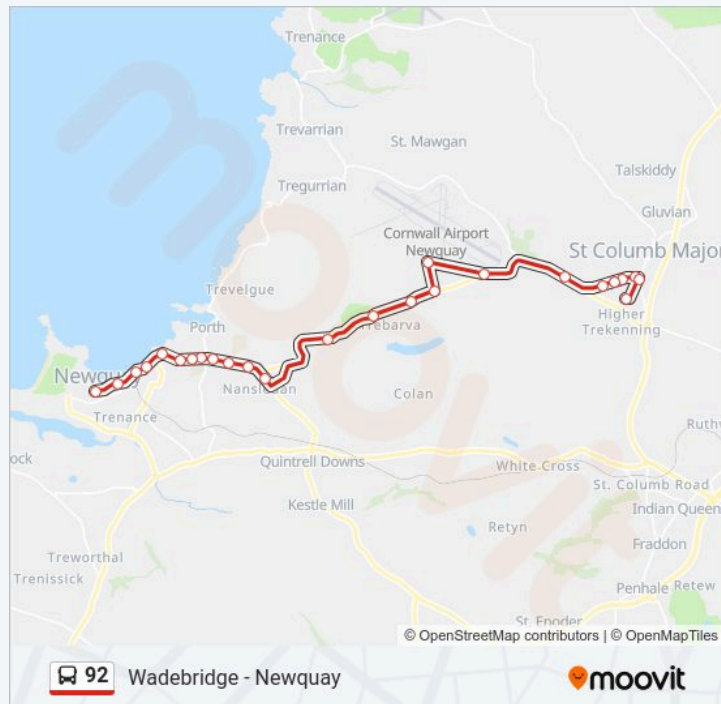 Trenance
Trevarrian
St. Mawgan
Tregurrian
Talskiddy
Gluvian
Cornwall Airport
Newquay
St Columb Major
Trevelgue
Porth
Higher
Trekenning
Trebarva
Newquay
Nansledan
Colan
Trenance
Ruthv
ock
Quintrell Downs
White Cross
St. Columb Road
Kestle Mill
Indian Queen
Retyn
Fraddon
Treworthal
Trenissick
Penhale
Retew
St. Enoder
© OpenStreetMap contributors | © OpenMapTiles
92 Wadebridge - Newquay
moovit
moovit